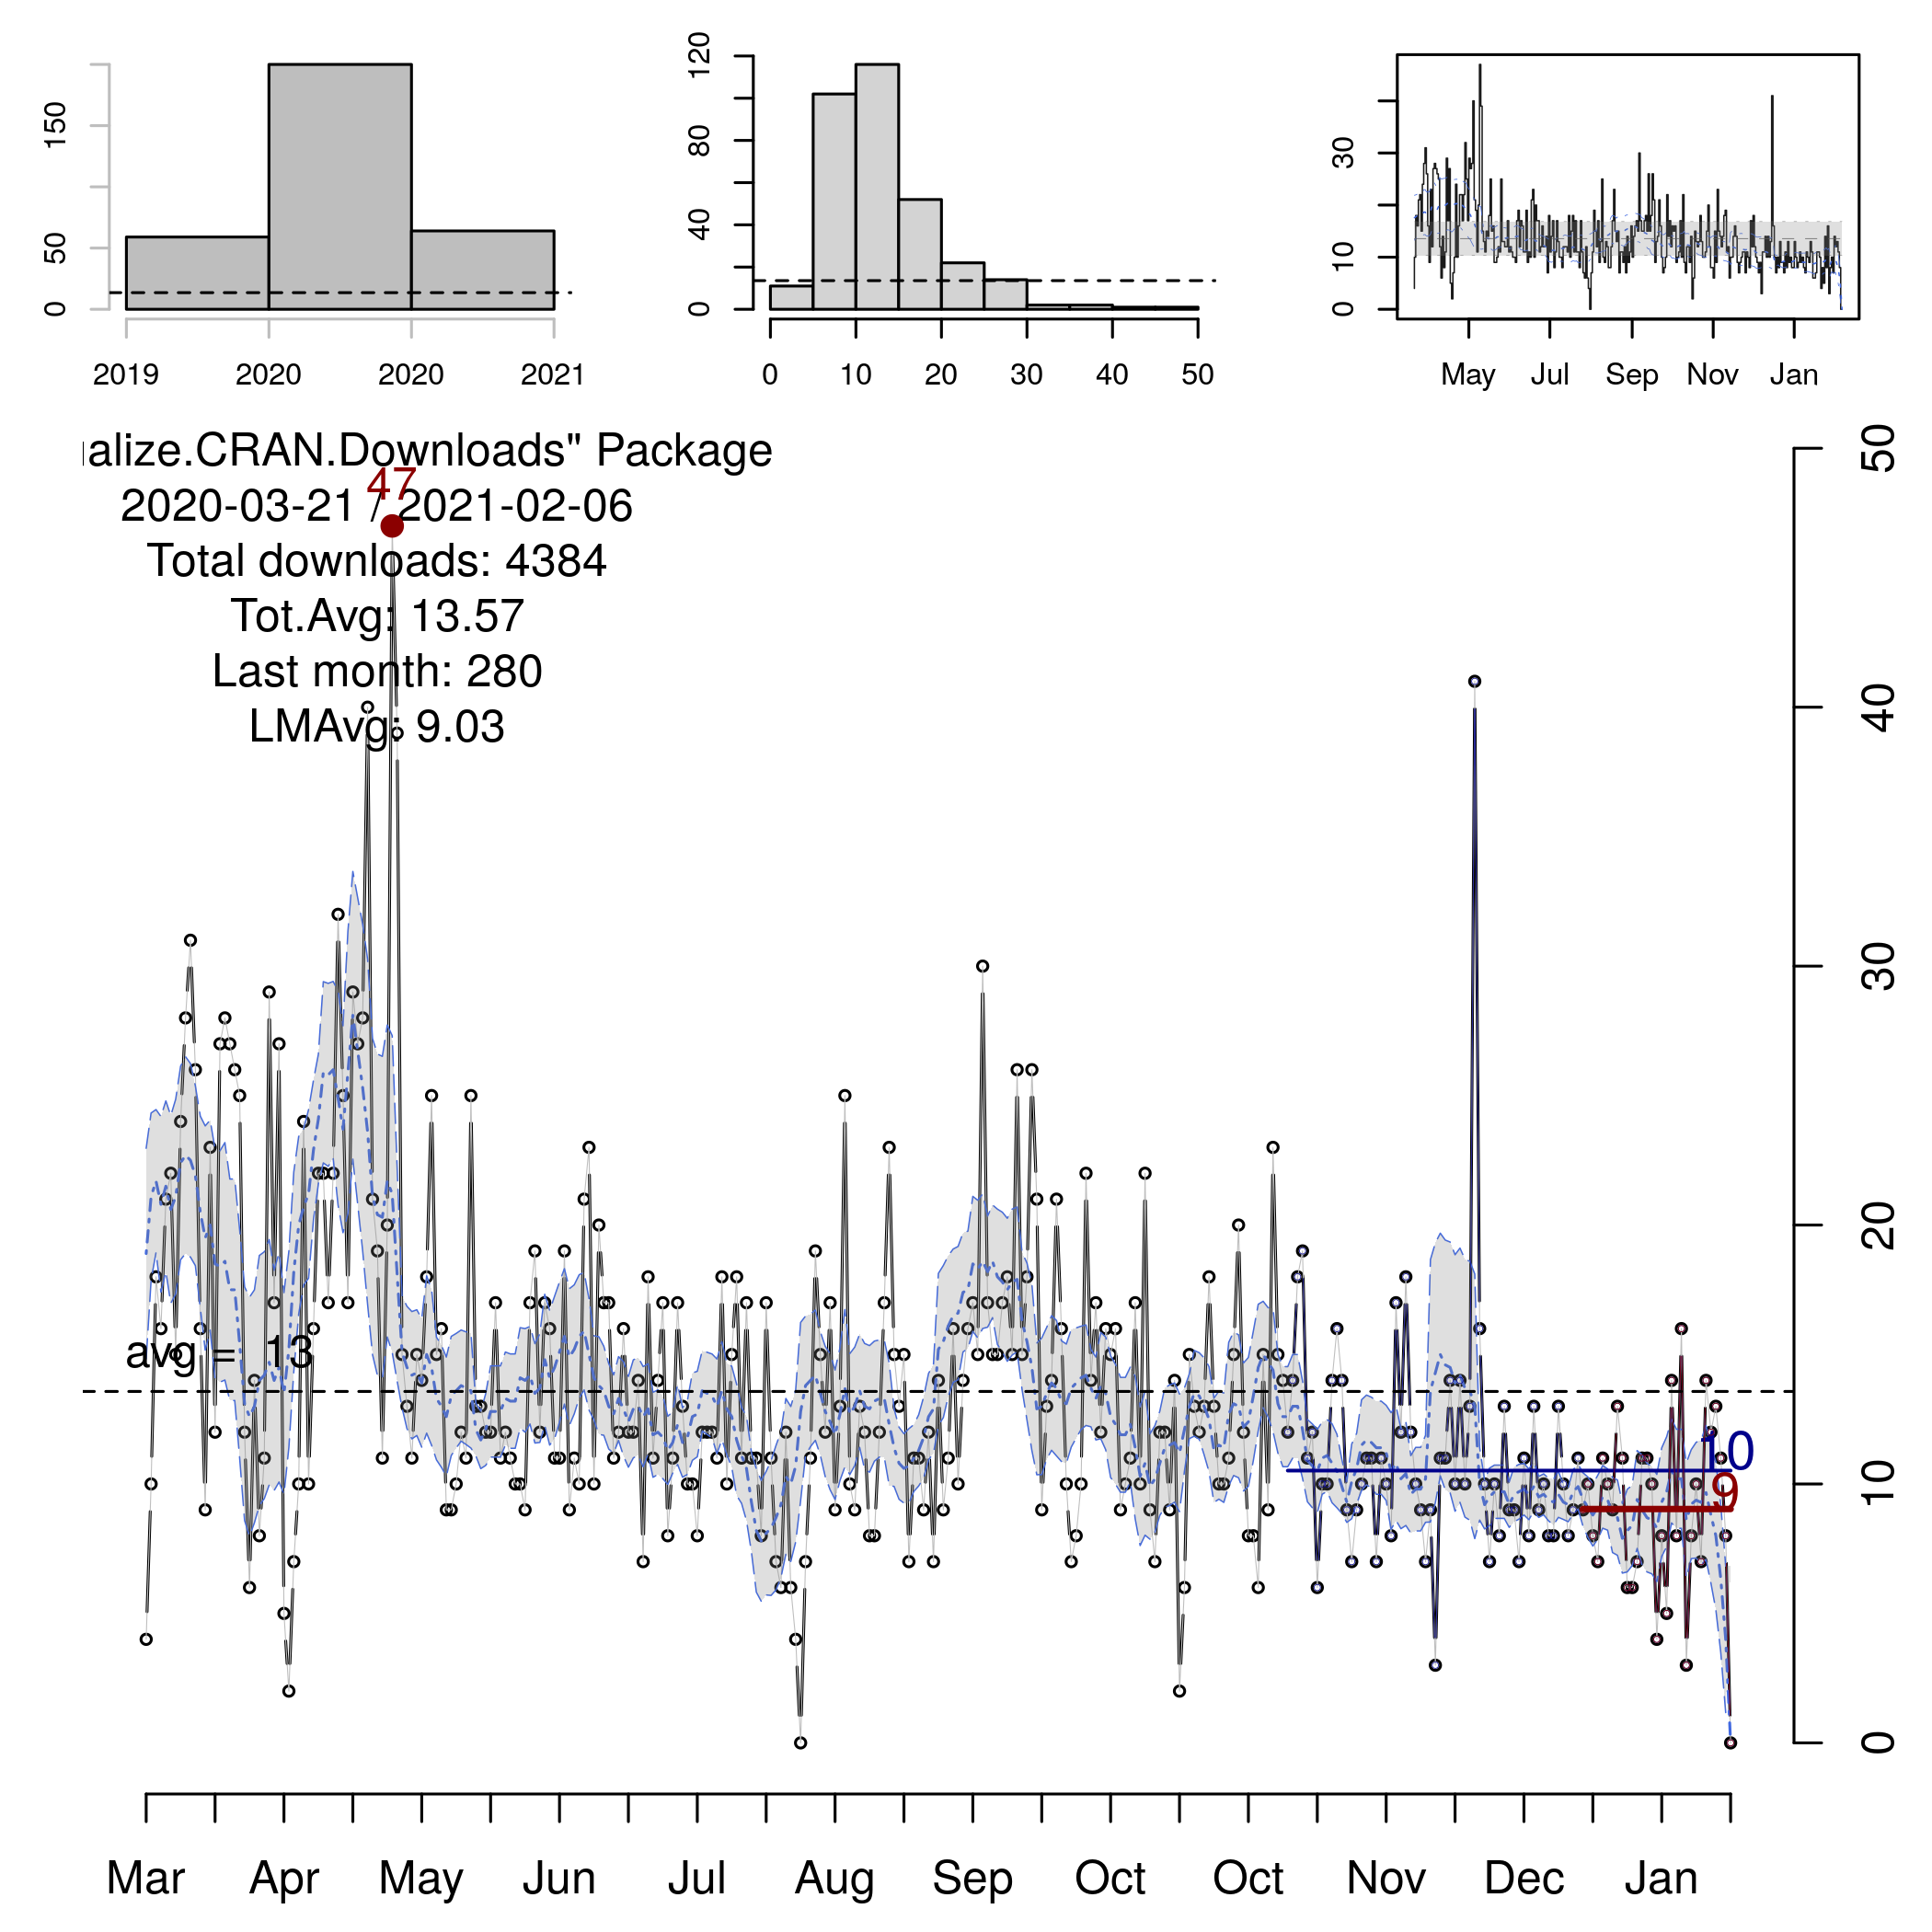 150
50
0
2019 2020 2020 2021
120
80
40
0
0 10 20 30 40 50
30
10
0
May Jul Sep Nov Jan
alize.CRAN.Downloads" Package
47
2020-03-21 / 2021-02-06
Total downloads: 4384
Tot.Avg: 13.57
Last month: 280
LMAvg: 9.03
avg = 13
10
9
50
40
30
20
10
0
Mar Apr May Jun Jul Aug Sep Oct Oct Nov Dec Jan